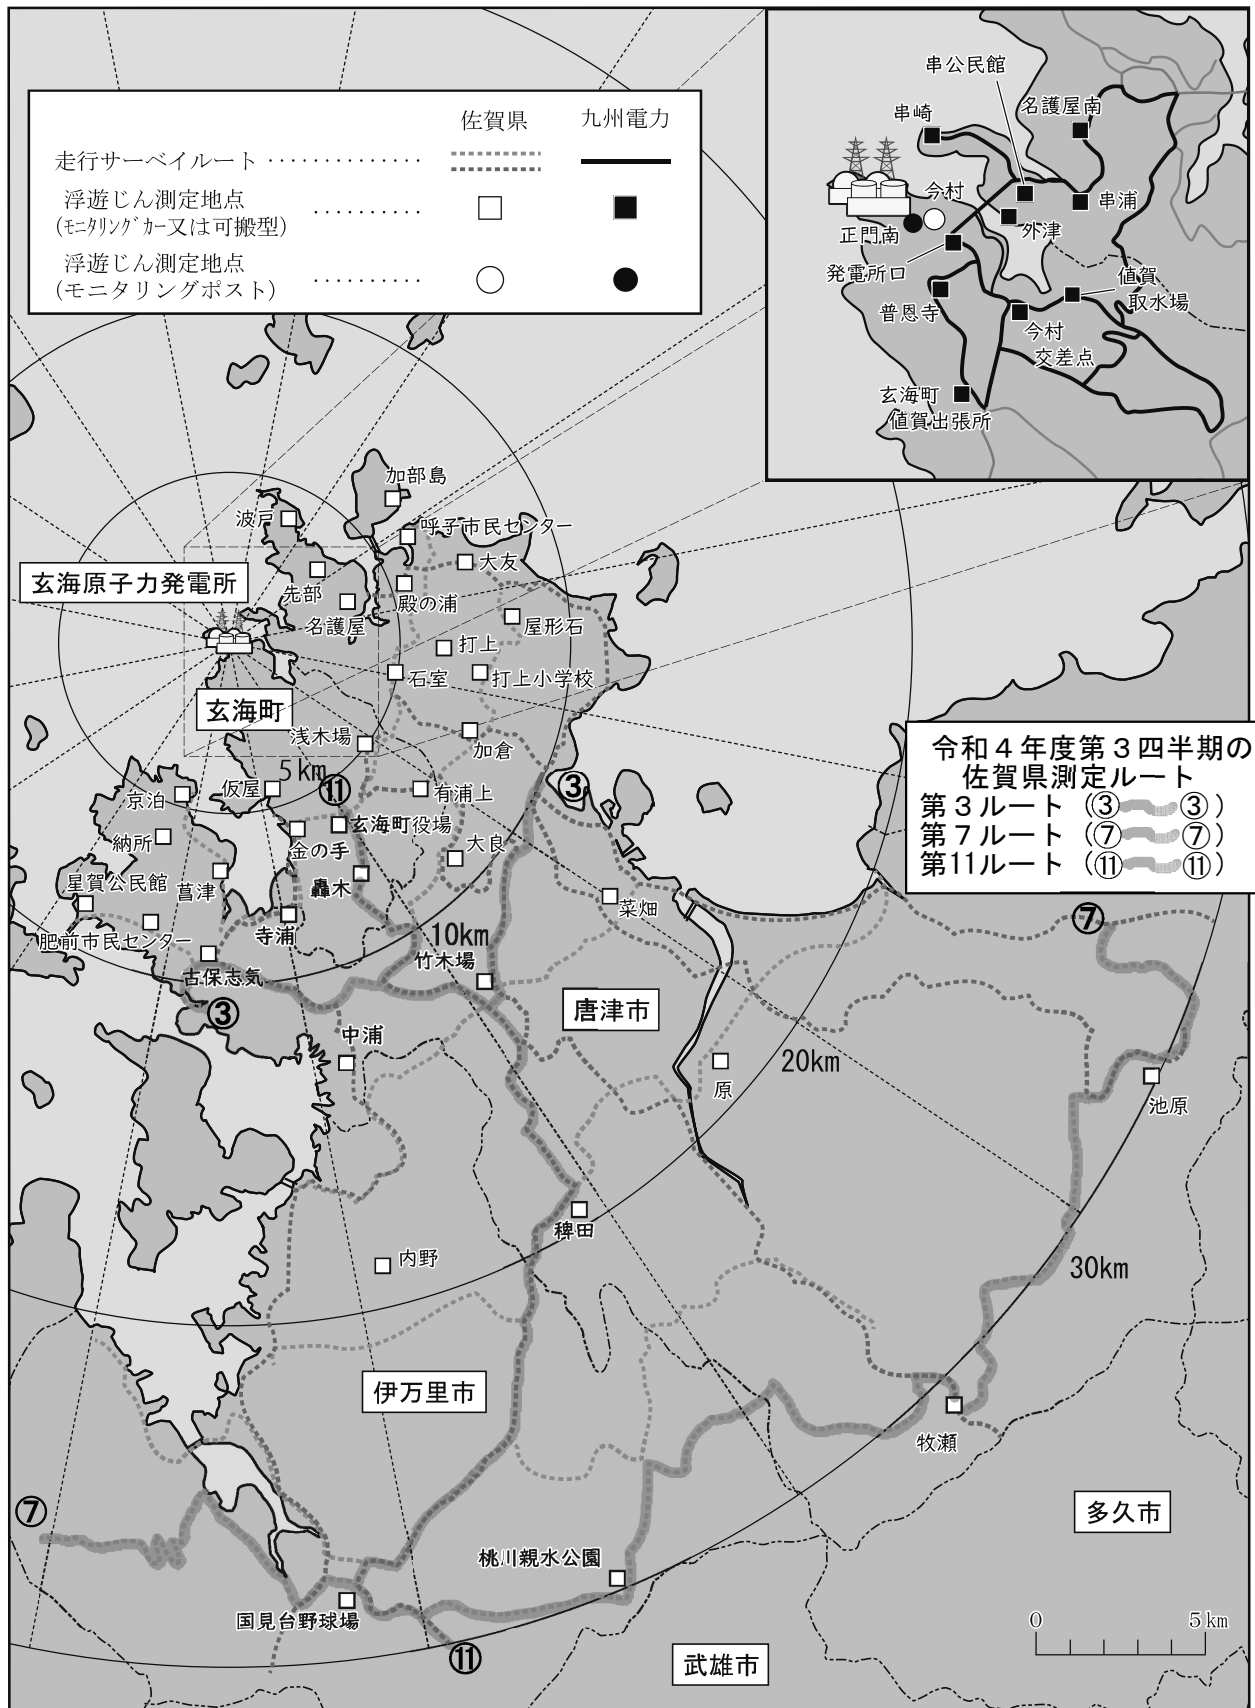 佐賀県
九州電力
走行サーベイルート ‥‥‥‥‥‥‥
浮遊じん測定地点
(ﾓﾆﾀﾘﾝｸﾞｶｰ又は可搬型)
‥‥‥‥‥
浮遊じん測定地点
(モニタリングポスト)
‥‥‥‥‥
串公民館
串崎
名護屋南
今村
正門南
串浦
外津
発電所口
値賀
取水場
普恩寺
今村
交差点
玄海町
値賀出張所
加部島
波戸
呼子市民センター
大友
玄海原子力発電所
先部
殿の浦
名護屋
屋形石
打上
石室
打上小学校
玄海町
浅木場
加倉
5km
令和４年度第３四半期の
佐賀県測定ルート
第３ルート（③ ③）
第７ルート（⑦ ⑦）
第11ルート（⑪ ⑪）
京泊
仮屋
⑪
有浦上
③
納所
玄海町役場
金の手
大良
星賀公民館
菖津
轟木
菜畑
⑦
肥前市民センター
寺浦
10km
古保志気
竹木場
③
唐津市
中浦
20km
原
池原
稗田
内野
30km
伊万里市
牧瀬
⑦
多久市
桃川親水公園
国見台野球場
⑪
武雄市
0
5km